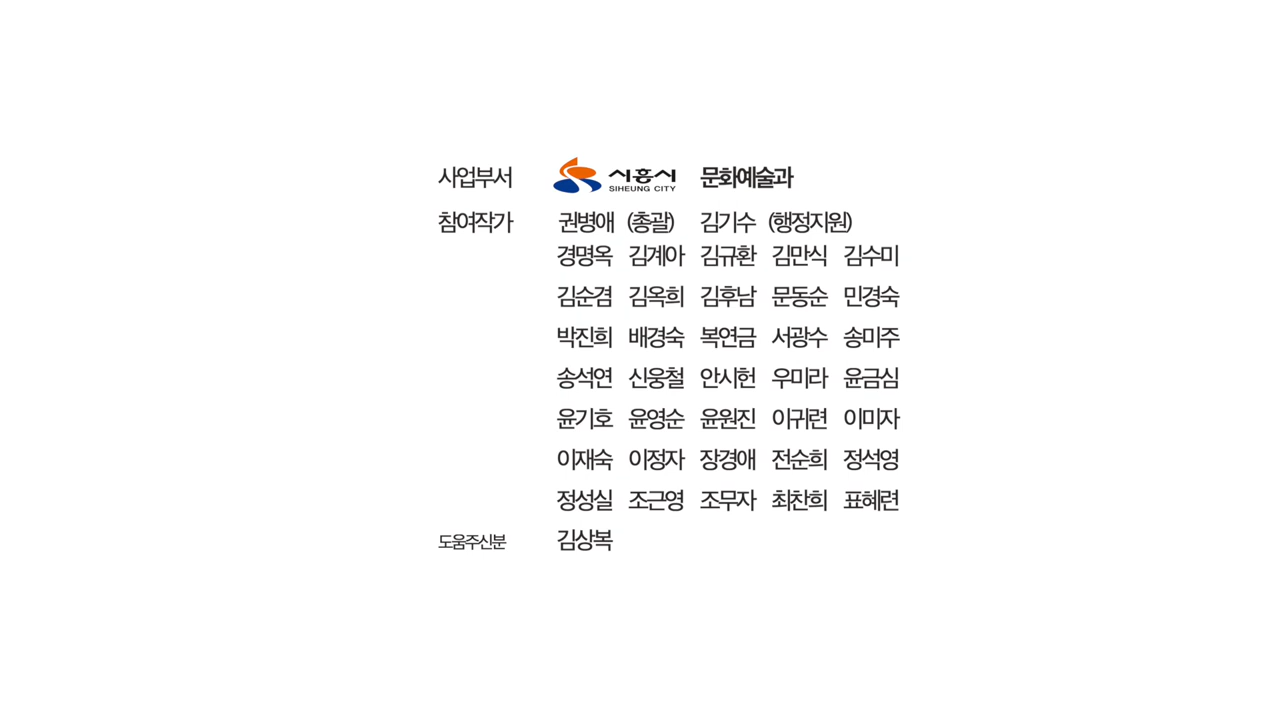 사업부서 시흥시 SIHEUNG CITY 문화예술과
참여작가 권병애 (총괄) 김기수 (행정지원)
경명옥 김계아 김규환 김만식 김수미
김순겸 김옥희 김후남 문동순 민경숙
박진희 배경숙 복연금 서광수 송미주
송석연 신웅철 안시헌 우미라 윤금심
윤기호 윤영순 윤원진 이귀련 이미자
이재숙 이정자 장경애 전순희 정석영
정성실 조근영 조무자 최찬희 표혜련
도움주신분 김상복